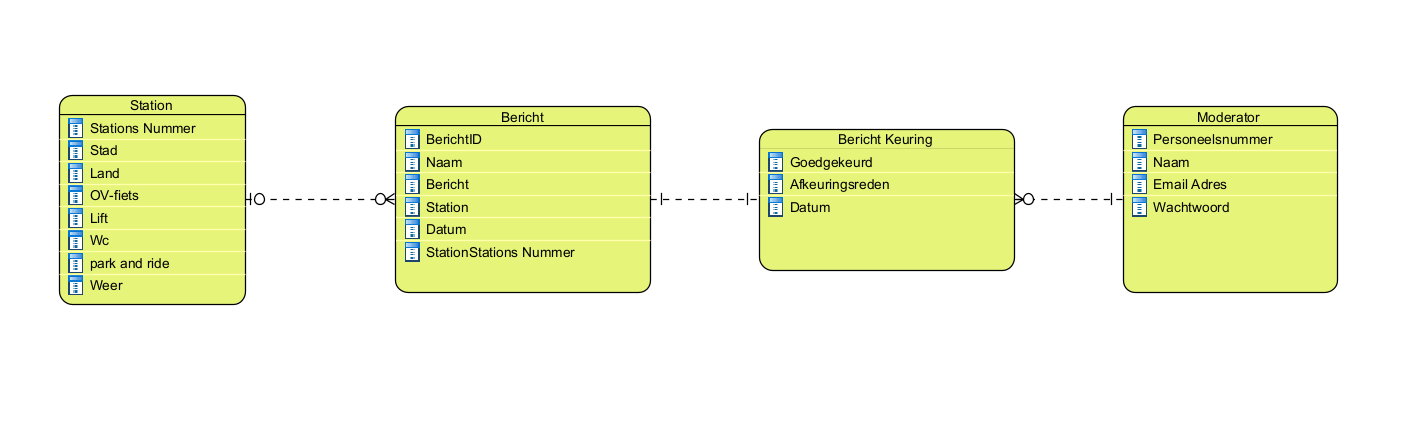 Station
Stations Nummer
Stad
Land
OV-fiets
Lift
Wc
park and ride
Weer
Bericht
BerichtID
Naam
Bericht
Station
Datum
StationStations Nummer
Bericht Keuring
Goedgekeurd
Afkeuringsreden
Datum
Moderator
Personeelsnummer
Naam
Email Adres
Wachtwoord